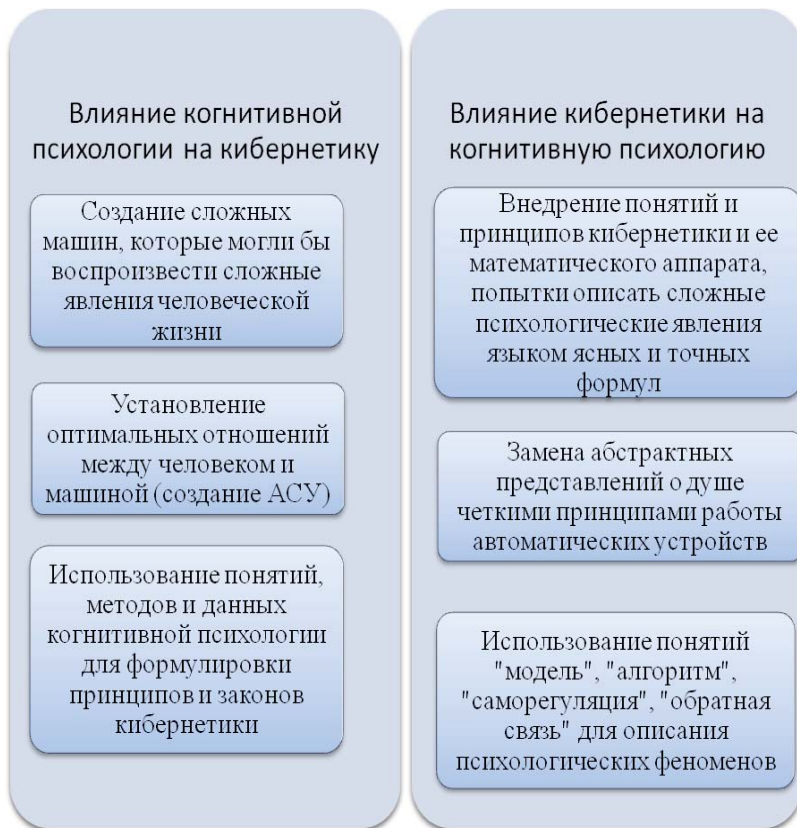 Влияние когнитивной
психологии на кибернетику
Создание сложных
машин, которые могли бы
воспроизвести сложные
явления человеческой
жизни
Установление
оптимальных отношений
между человеком и
машиной (создание АСУ)
Использование понятий,
методов и данных
когнитивной психологии
для формулировки
принципов и законов
кибернетики
Влияние кибернетики на
когнитивную психологию
Внедрение понятий и
принципов кибернетики и ее
математического аппарата,
попытки описать сложные
психологические явления
языком ясных и точных
формул
Замена абстрактных
представлений о душе
четкими принципами работы
автоматических устройств
Использование понятий
"модель", "алгоритм",
"саморегуляция", "обратная
связь" для описания
психологических феноменов